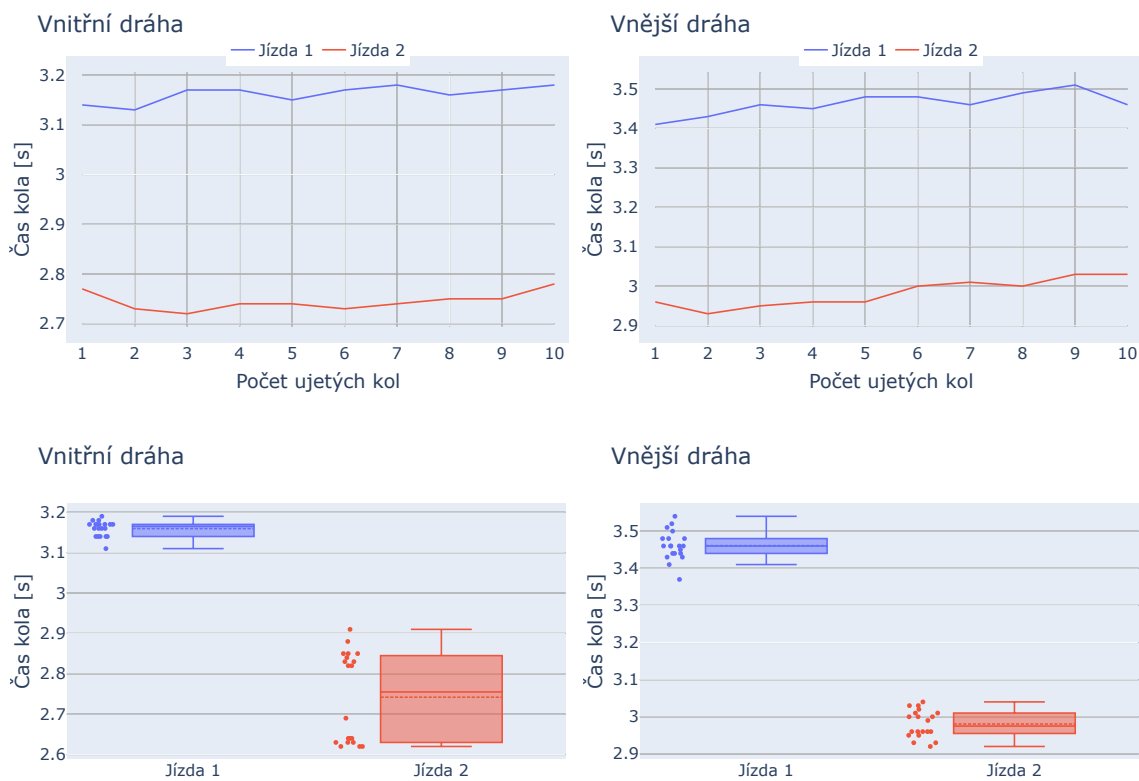 Vnitřní dráha
Jízda 1 Jízda 2
3.2
3.1
3
2.9
2.8
2.7
Čas kola [s]
1 2 3 4 5 6 7 8 9 10
Počet ujetých kol
Vnější dráha
Jízda 1 Jízda 2
3.5
3.4
3.3
3.2
3.1
3
2.9
Čas kola [s]
1 2 3 4 5 6 7 8 9 10
Počet ujetých kol
Vnitřní dráha
3.2
3.1
3
2.9
2.8
2.7
2.6
Čas kola [s]
Jízda 1 Jízda 2
Vnější dráha
3.5
3.4
3.3
3.2
3.1
3
2.9
Čas kola [s]
Jízda 1 Jízda 2